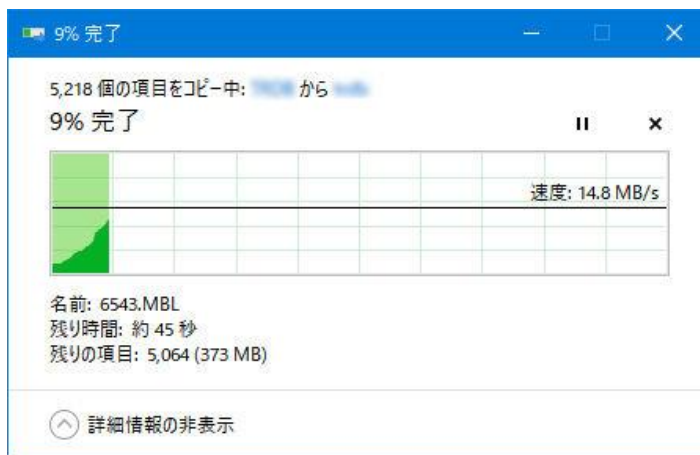 9% 完了
5,218 個の項目をコピー中: から
9% 完了
速度: 14.8 MB/s
名前: 6543.MBL
残り時間: 約 45 秒
残りの項目: 5,064 (373 MB)
詳細情報の非表示